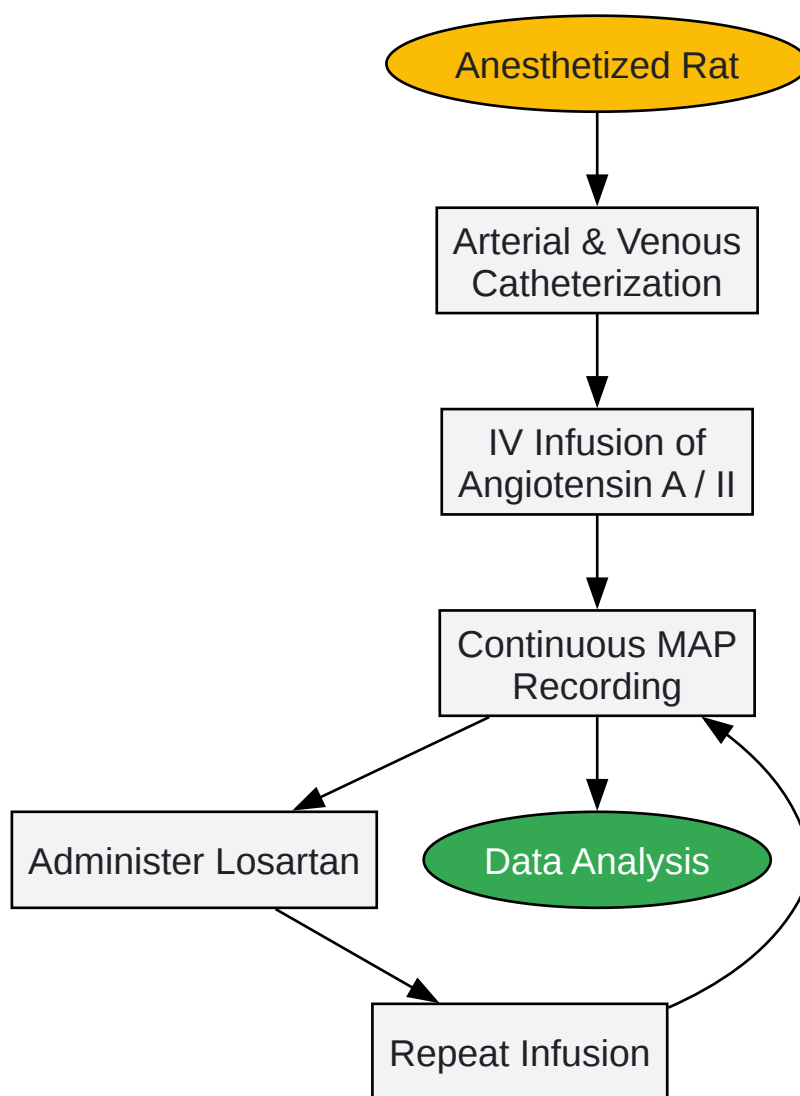 Anesthetized Rat
Arterial & Venous
Catheterization
IV Infusion of
Angiotensin A / II
Continuous MAP
Recording
Administer Losartan
Data Analysis
Repeat Infusion